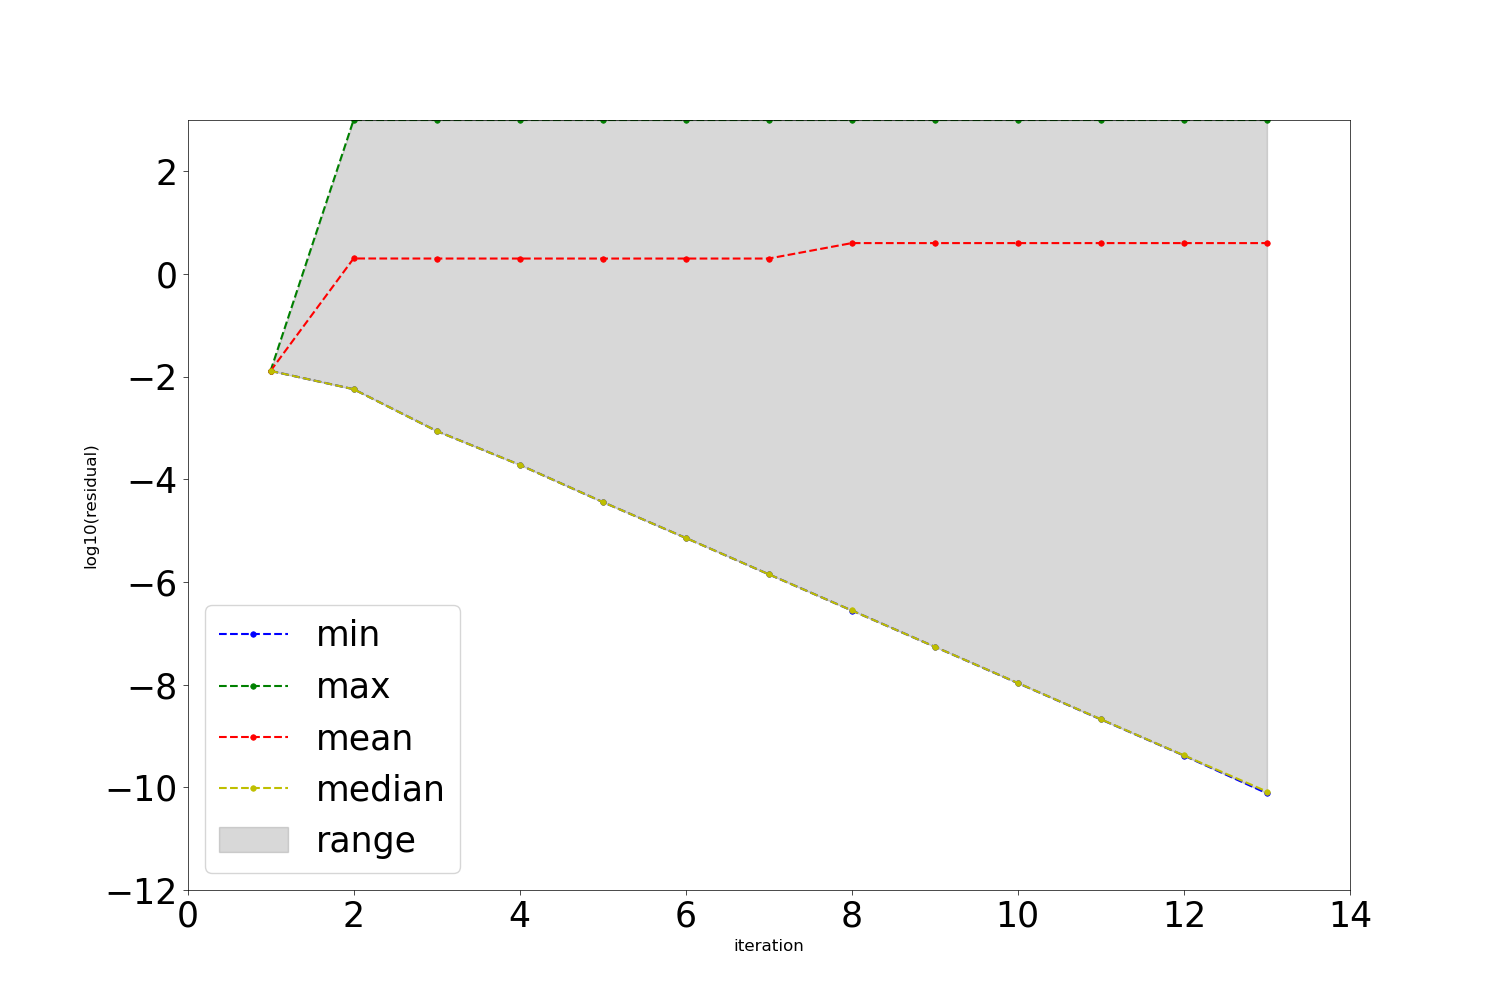 2
0
−2
−4
−6
−8
−10
−12
log10(residual)
min
max
mean
median
range
0 2 4 6 8 10 12 14
iteration